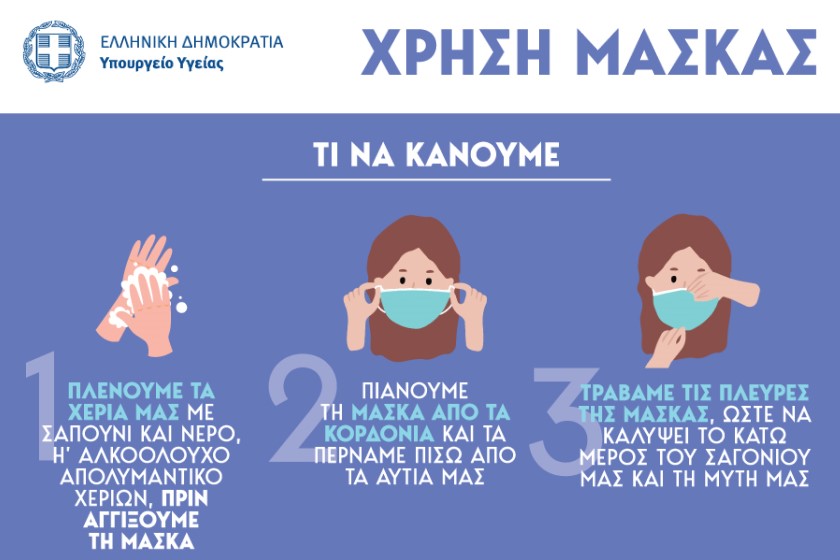 ΕΛΛΗΝΙΚΗ ΔΗΜΟΚΡΑΤΙΑ
Υπουργείο Υγείας
ΧΡΗΣΗ ΜΑΣΚΑΣ
ΤΙ ΝΑ ΚΑΝΟΥΜΕ
1
ΠΛΕΝΟΥΜΕ ΤΑ
ΧΕΡΙΑ ΜΑΣ ΜΕ
ΣΑΠΟΥΝΙ ΚΑΙ ΝΕΡΟ,
Η' ΑΛΚΟΟΛΟΥΧΟ
ΑΠΟΛΥΜΑΝΤΙΚΟ
ΧΕΡΙΩΝ, ΠΡΙΝ
ΑΓΓΙΞΟΥΜΕ
ΤΗ ΜΑΣΚΑ
2
ΠΙΑΝΟΥΜΕ
ΤΗ ΜΑΣΚΑ ΑΠΟ ΤΑ
ΚΟΡΔΟΝΙΑ ΚΑΙ ΤΑ
ΠΕΡΝΑΜΕ ΠΙΣΩ ΑΠΟ
ΤΑ ΑΥΤΙΑ ΜΑΣ
3
ΤΡΑΒΑΜΕ ΤΙΣ ΠΛΕΥΡΕΣ
ΤΗΣ ΜΑΣΚΑΣ, ΩΣΤΕ ΝΑ
ΚΑΛΥΨΕΙ ΤΟ ΚΑΤΩ
ΜΕΡΟΣ ΤΟΥ ΣΑΓΟΝΙΟΥ
ΜΑΣ ΚΑΙ ΤΗ ΜΥΤΗ ΜΑΣ